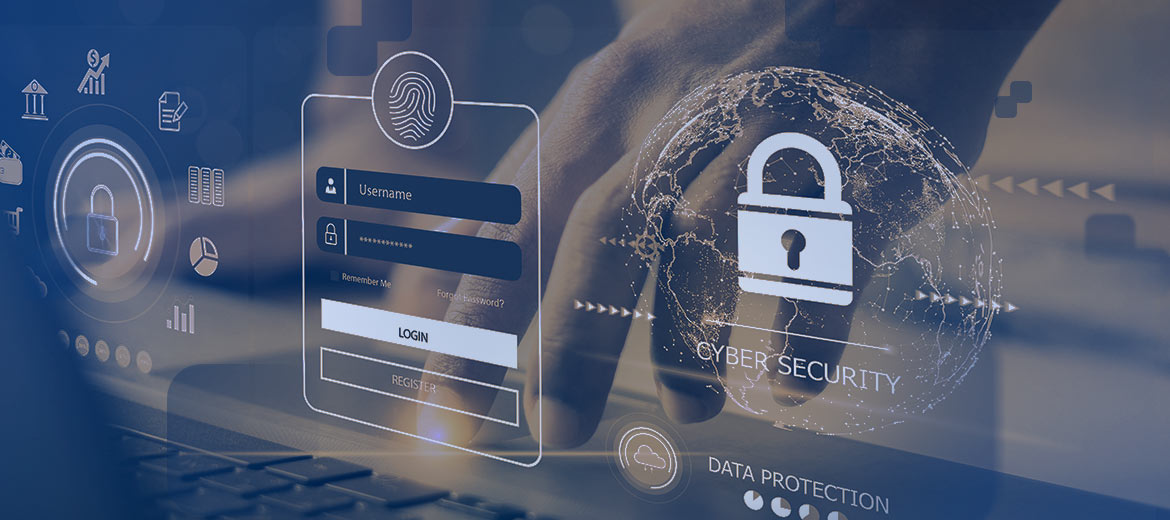 Username
************
Remember Me
Forgot Password?
LOGIN
REGISTER
CYBER SECURITY
DATA PROTECTION